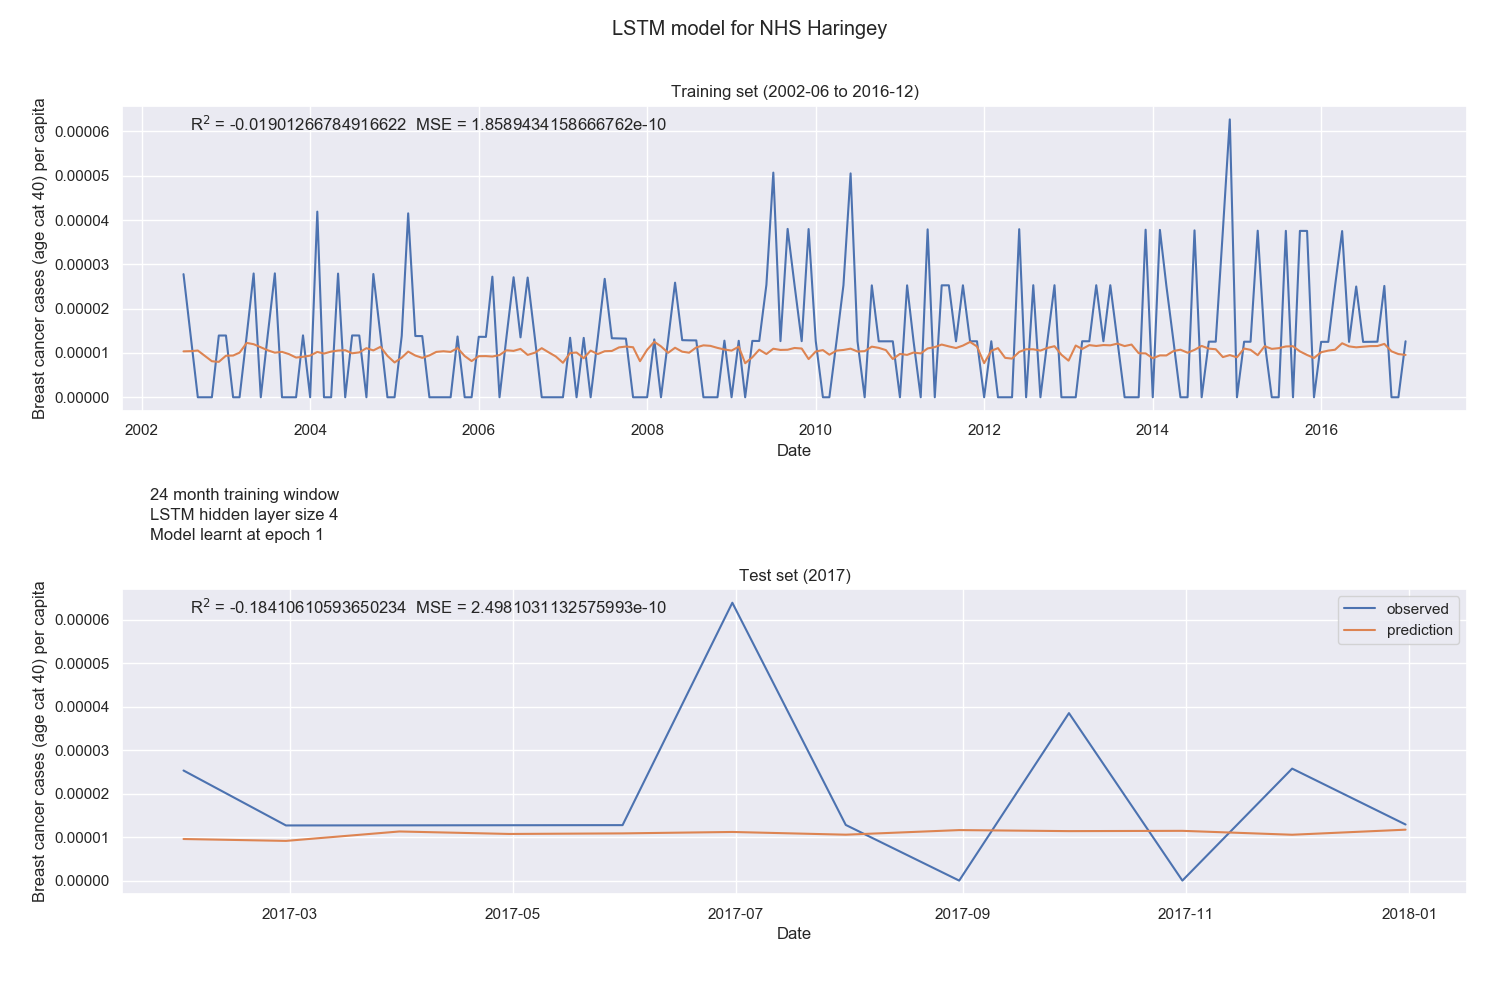 LSTM model for NHS Haringey
Training set (2002-06 to 2016-12)
R² = -0.01901266784916622 MSE = 1.8589434158666762e-10
Breast cancer cases (age cat 40) per capita
0.00006
0.00005
0.00004
0.00003
0.00002
0.00001
0.00000
2002 2004 2006 2008 2010 2012 2014 2016
Date
24 month training window
LSTM hidden layer size 4
Model learnt at epoch 1
Test set (2017)
R² = -0.18410610593650234 MSE = 2.4981031132575993e-10
observed
prediction
Breast cancer cases (age cat 40) per capita
0.00006
0.00005
0.00004
0.00003
0.00002
0.00001
0.00000
2017-03 2017-05 2017-07 2017-09 2017-11 2018-01
Date